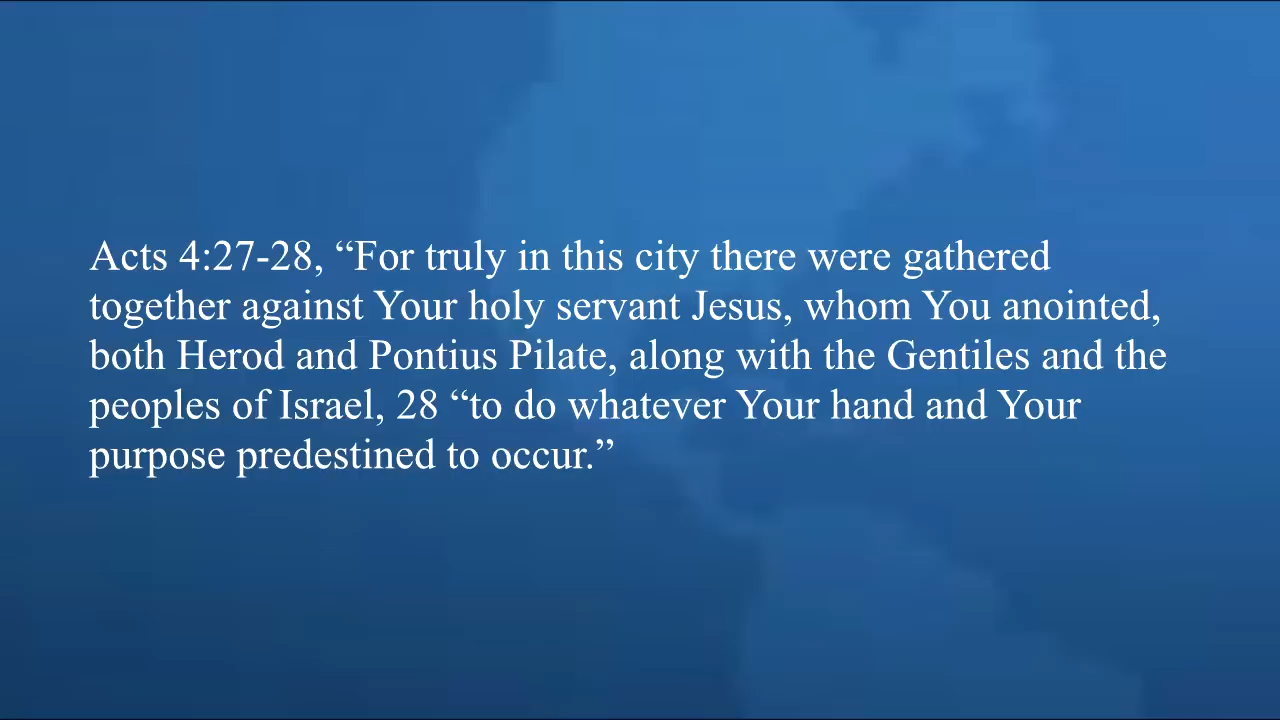 Acts 4:27-28, “For truly in this city there were gathered
together against Your holy servant Jesus, whom You anointed,
both Herod and Pontius Pilate, along with the Gentiles and the
peoples of Israel, 28 “to do whatever Your hand and Your
purpose predestined to occur.”